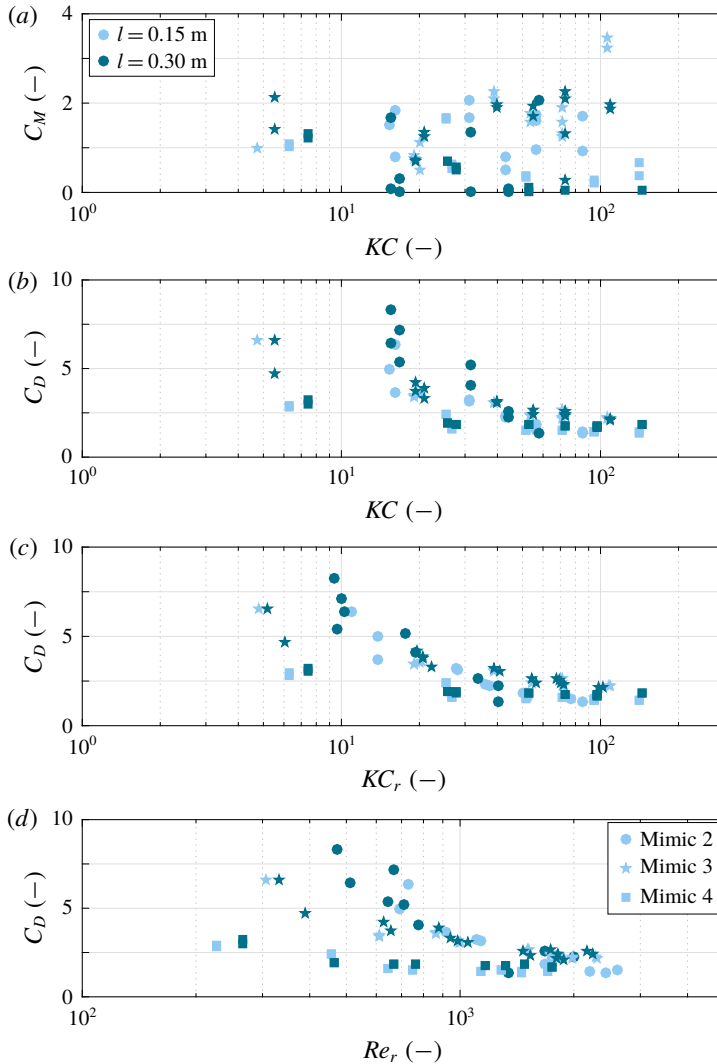 (a)
4
l = 0.15 m
l = 0.30 m
C_M (—)
2
0
10^0 10^1 10^2
KC (—)
(b)
10
C_D (—)
5
0
10^0 10^1 10^2
KC (—)
(c)
10
C_D (—)
5
0
10^0 10^1 10^2
KC_r (—)
(d)
10
Mimic 2
Mimic 3
Mimic 4
C_D (—)
5
0
10^2 10^3
Re_r (—)